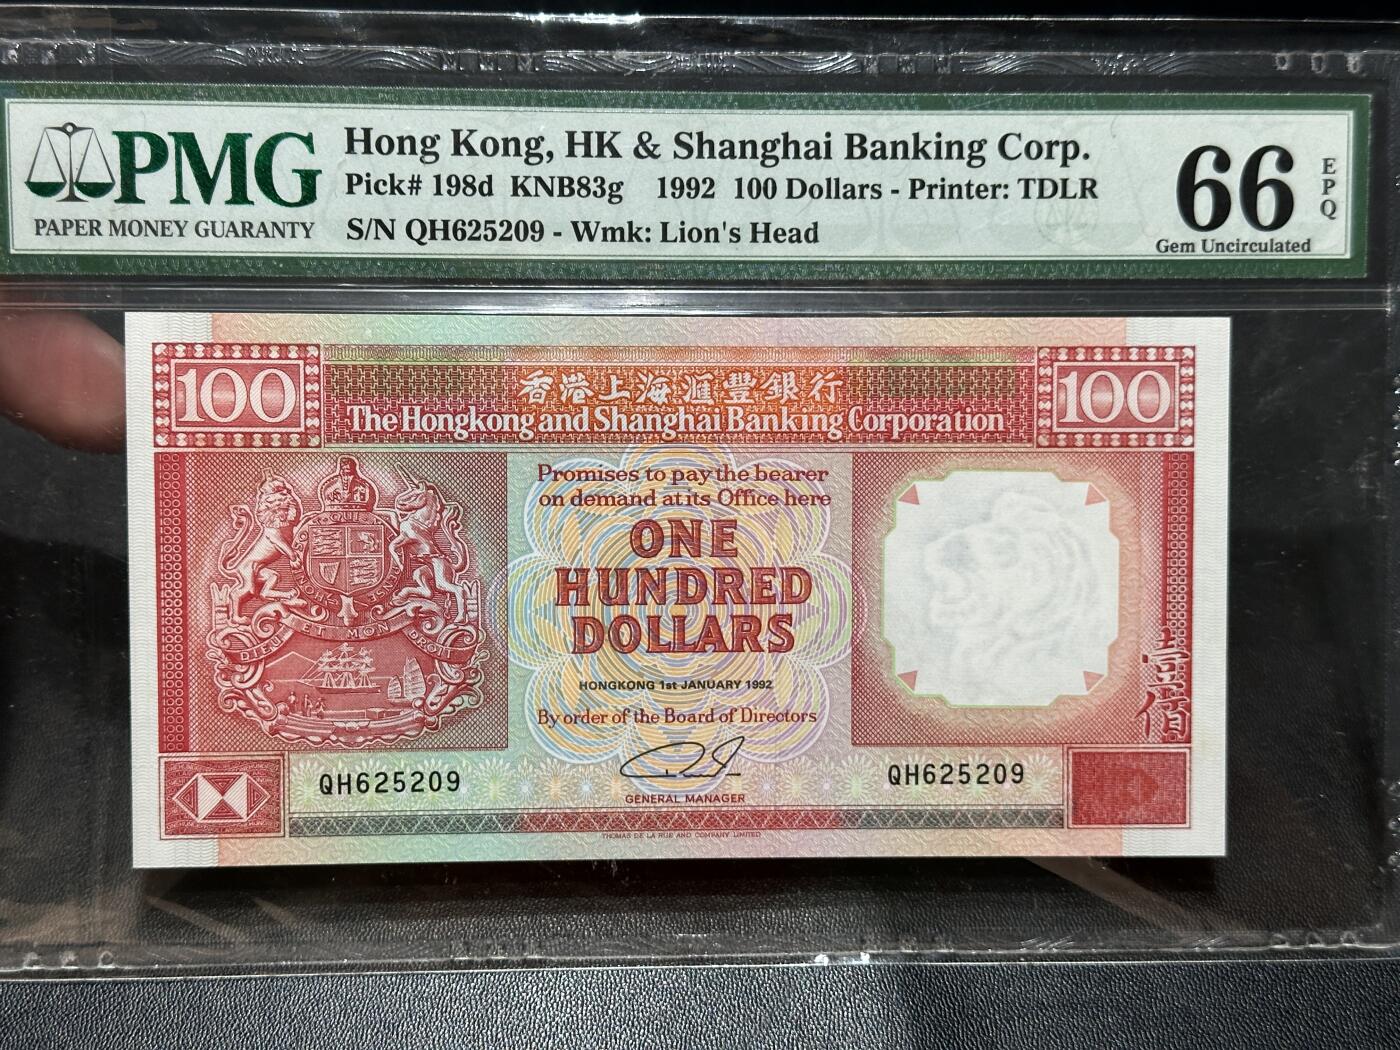 PMG
PAPER MONEY GUARANTY
Hong Kong, HK & Shanghai Banking Corp.
Pick# 198d KNB83g 1992 100 Dollars - Printer: TDLR
S/N QH625209 - Wmk: Lion's Head
66
EPQ
Gem Uncirculated
100
香港上海滙豐銀行
The Hongkong and Shanghai Banking Corporation
100
Promises to pay the bearer
on demand at its Office here
ONE
HUNDRED
DOLLARS
HONGKONG 1st JANUARY 1992
By order of the Board of Directors
GENERAL MANAGER
DIEU ET MON DROIT
壹佰
QH625209
QH625209
THOMAS DE LA RUE AND COMPANY LIMITED